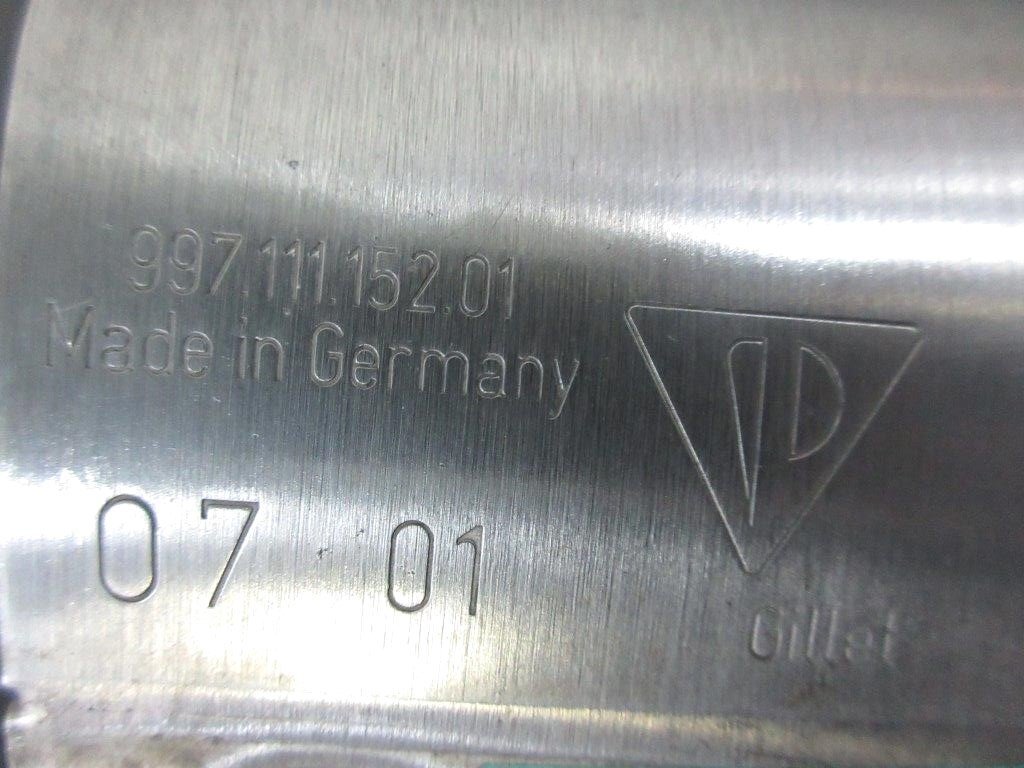 997.111.152.01
Made in Germany
07 01
Gillet